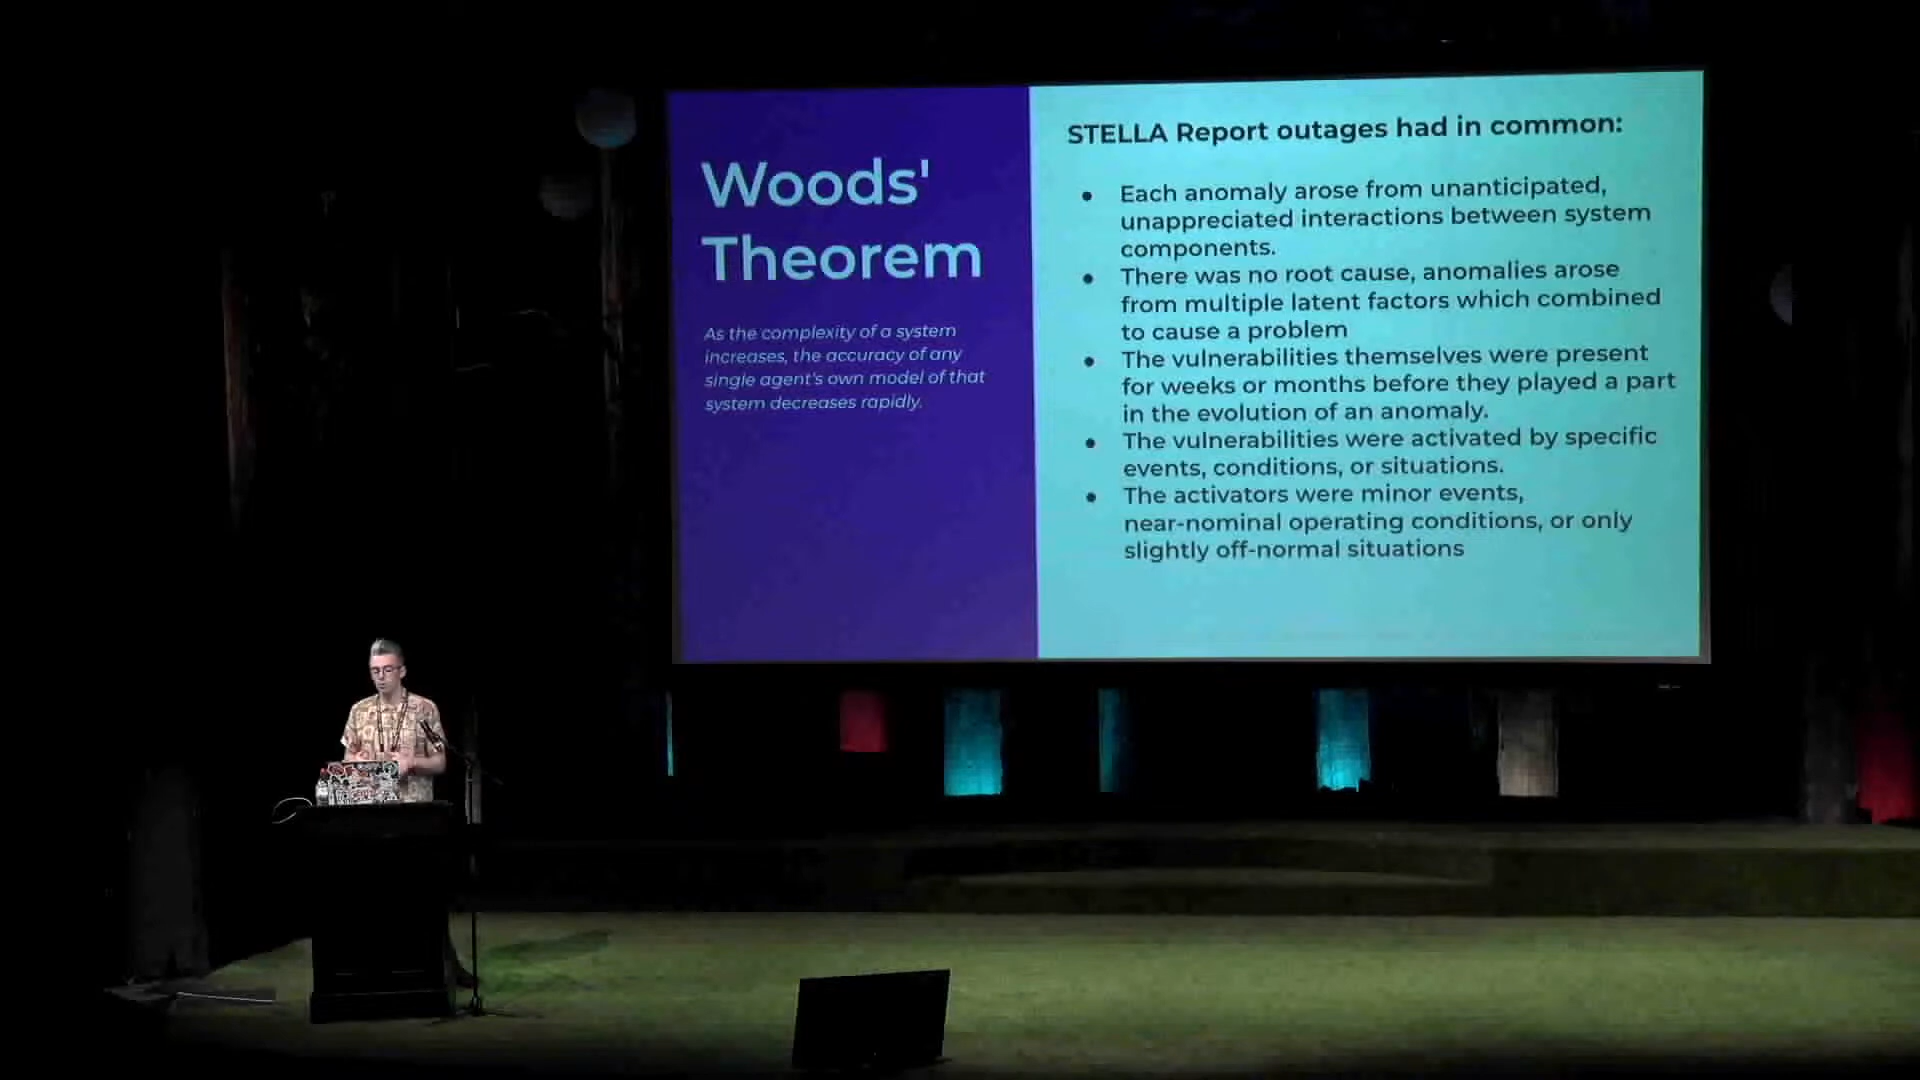 Woods'
Theorem
As the complexity of a system
increases, the accuracy of any
single agent's own model of that
system decreases rapidly.
STELLA Report outages had in common:
● Each anomaly arose from unanticipated,
unappreciated interactions between system
components.
● There was no root cause, anomalies arose
from multiple latent factors which combined
to cause a problem
● The vulnerabilities themselves were present
for weeks or months before they played a part
in the evolution of an anomaly.
● The vulnerabilities were activated by specific
events, conditions, or situations.
● The activators were minor events,
near-nominal operating conditions, or only
slightly off-normal situations